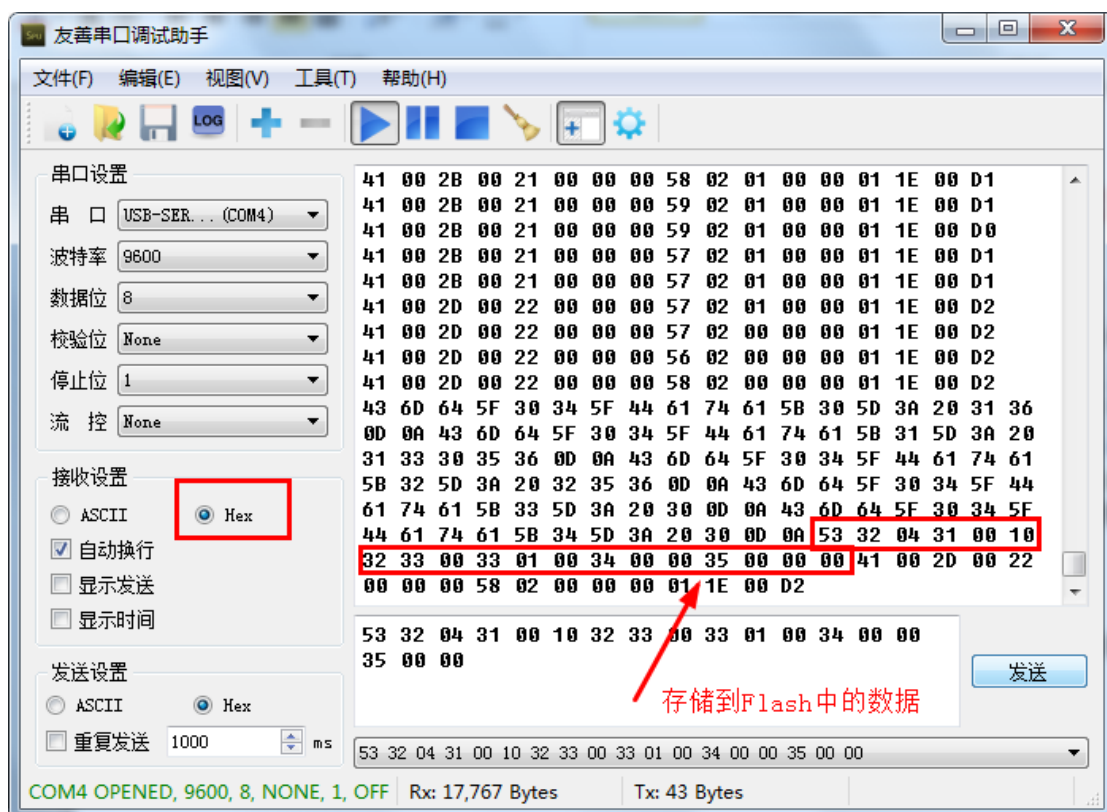 友善串口调试助手
文件(F) 编辑(E) 视图(V) 工具(T) 帮助(H)
LOG
串口设置
串 口 USB-SER...(COM4)
波特率 9600
数据位 8
校验位 None
停止位 1
流 控 None
接收设置
ASCII Hex
自动换行
显示发送
显示时间
发送设置
ASCII Hex
重复发送 1000 ms
41 00 2B 00 21 00 00 00 58 02 01 00 00 01 1E 00 D1
41 00 2B 00 21 00 00 00 59 02 01 00 00 01 1E 00 D1
41 00 2B 00 21 00 00 00 59 02 01 00 00 01 1E 00 D0
41 00 2B 00 21 00 00 00 57 02 01 00 00 01 1E 00 D1
41 00 2B 00 21 00 00 00 57 02 01 00 00 01 1E 00 D1
41 00 2D 00 22 00 00 00 57 02 01 00 00 01 1E 00 D2
41 00 2D 00 22 00 00 00 57 02 00 00 00 01 1E 00 D2
41 00 2D 00 22 00 00 00 56 02 00 00 00 01 1E 00 D2
41 00 2D 00 22 00 00 00 58 02 00 00 00 01 1E 00 D2
43 6D 64 5F 30 34 5F 44 61 74 61 5B 30 5D 3A 20 31 36
0D 0A 43 6D 64 5F 30 34 5F 44 61 74 61 5B 31 5D 3A 20
31 33 30 35 36 0D 0A 43 6D 64 5F 30 34 5F 44 61 74 61
5B 32 5D 3A 20 32 35 36 0D 0A 43 6D 64 5F 30 34 5F 44
61 74 61 5B 33 5D 3A 20 30 0D 0A 43 6D 64 5F 30 34 5F
44 61 74 61 5B 34 5D 3A 20 30 0D 0A 53 32 04 31 00 10
32 33 00 33 01 00 34 00 00 35 00 00 00 41 00 2D 00 22
00 00 00 58 02 00 00 00 01 1E 00 D2
53 32 04 31 00 10 32 33 00 33 01 00 34 00 00
35 00 00
发送
存储到Flash中的数据
53 32 04 31 00 10 32 33 00 33 01 00 34 00 00 35 00 00
COM4 OPENED, 9600, 8, NONE, 1, OFF Rx: 17,767 Bytes Tx: 43 Bytes